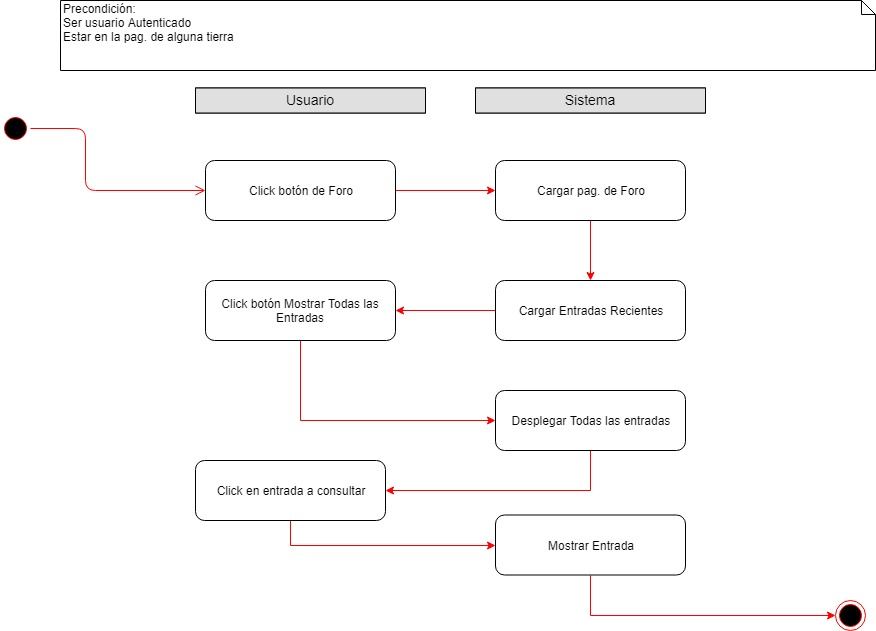 Precondición:
Ser usuario Autenticado
Estar en la pag. de alguna tierra
Usuario
Sistema
Click botón de Foro
Cargar pag. de Foro
Click botón Mostrar Todas las
Entradas
Cargar Entradas Recientes
Desplegar Todas las entradas
Click en entrada a consultar
Mostrar Entrada